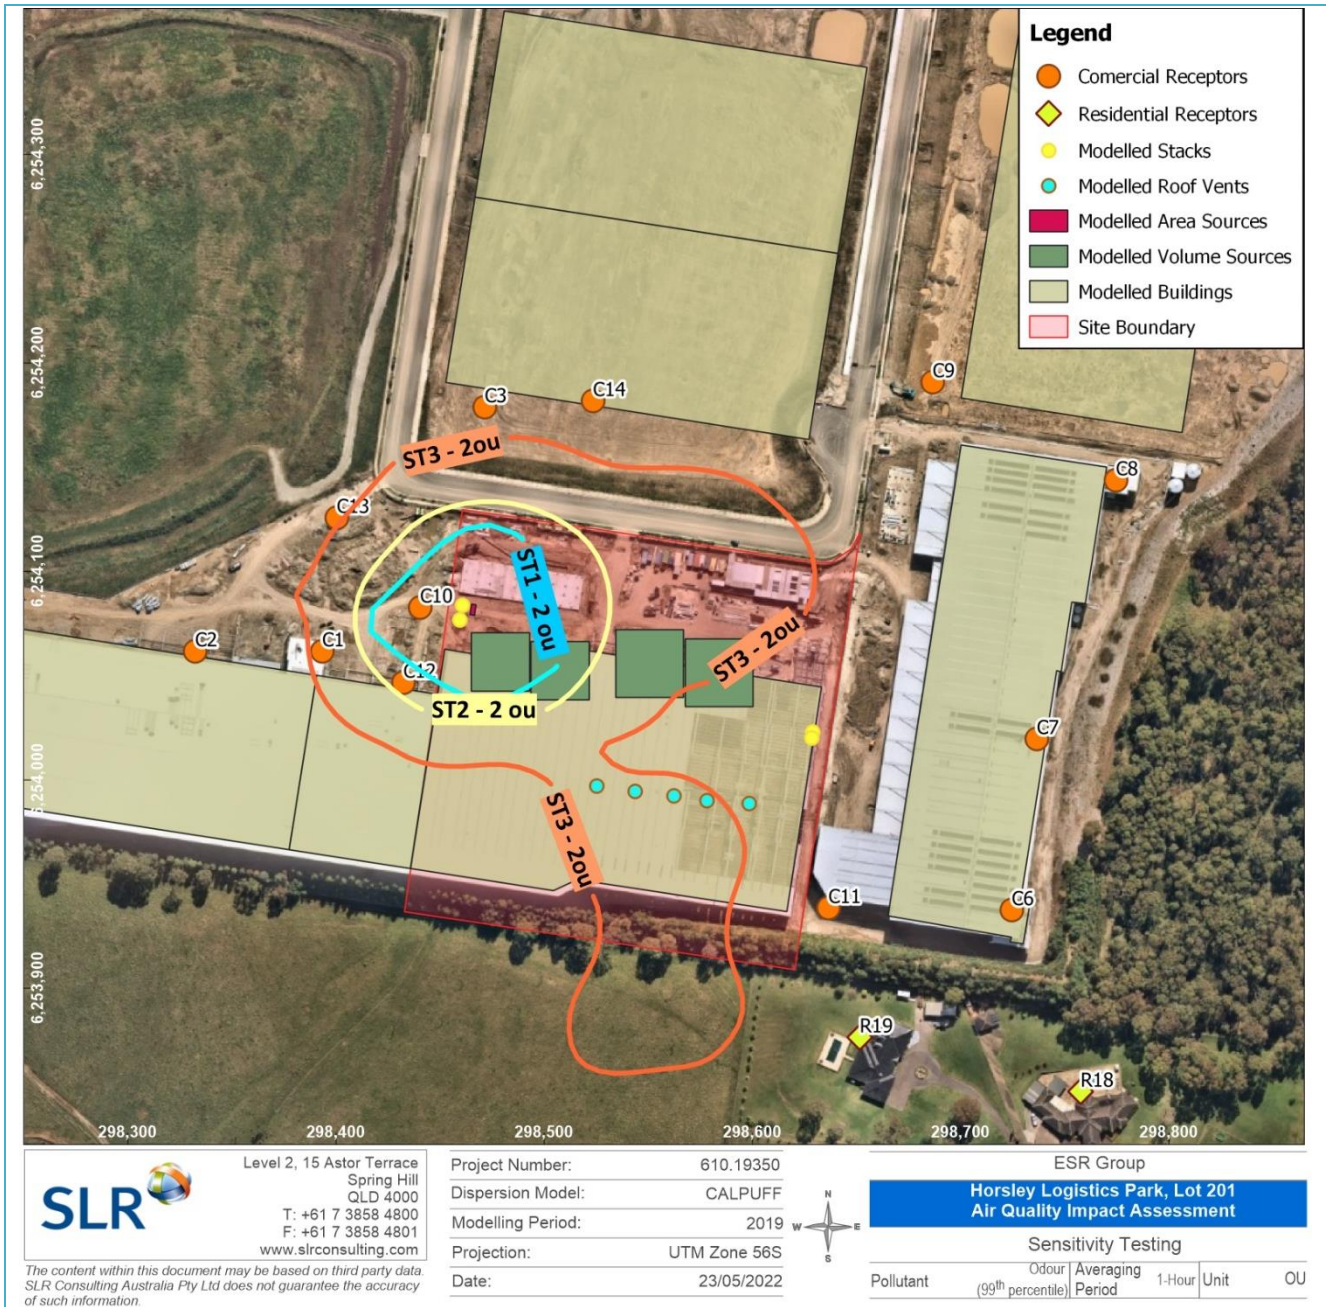 Legend
Comercial Receptors
Residential Receptors
Modelled Stacks
Modelled Roof Vents
Modelled Area Sources
Modelled Volume Sources
Modelled Buildings
Site Boundary
6,254,300
6,254,200
6,254,100
6,254,000
6,253,900
C3
C14
C9
C8
C13
C10
C2
C1
C12
C7
C11
C6
R19
R18
ST3 - 2ou
ST1 - 2 ou
ST3 - 2ou
ST2 - 2 ou
ST3 - 2ou
298,300
298,400
298,500
298,600
298,700
298,800
SLR
Level 2, 15 Astor Terrace
Spring Hill
QLD 4000
T: +61 7 3858 4800
F: +61 7 3858 4801
www.slrconsulting.com
The content within this document may be based on third party data.
SLR Consulting Australia Pty Ltd does not guarantee the accuracy
of such information.
Project Number: 610.19350
Dispersion Model: CALPUFF
Modelling Period: 2019
Projection: UTM Zone 56S
Date: 23/05/2022
N
W E
S
ESR Group
Horsley Logistics Park, Lot 201
Air Quality Impact Assessment
Sensitivity Testing
Pollutant Odour (99th percentile) Averaging Period 1-Hour Unit OU